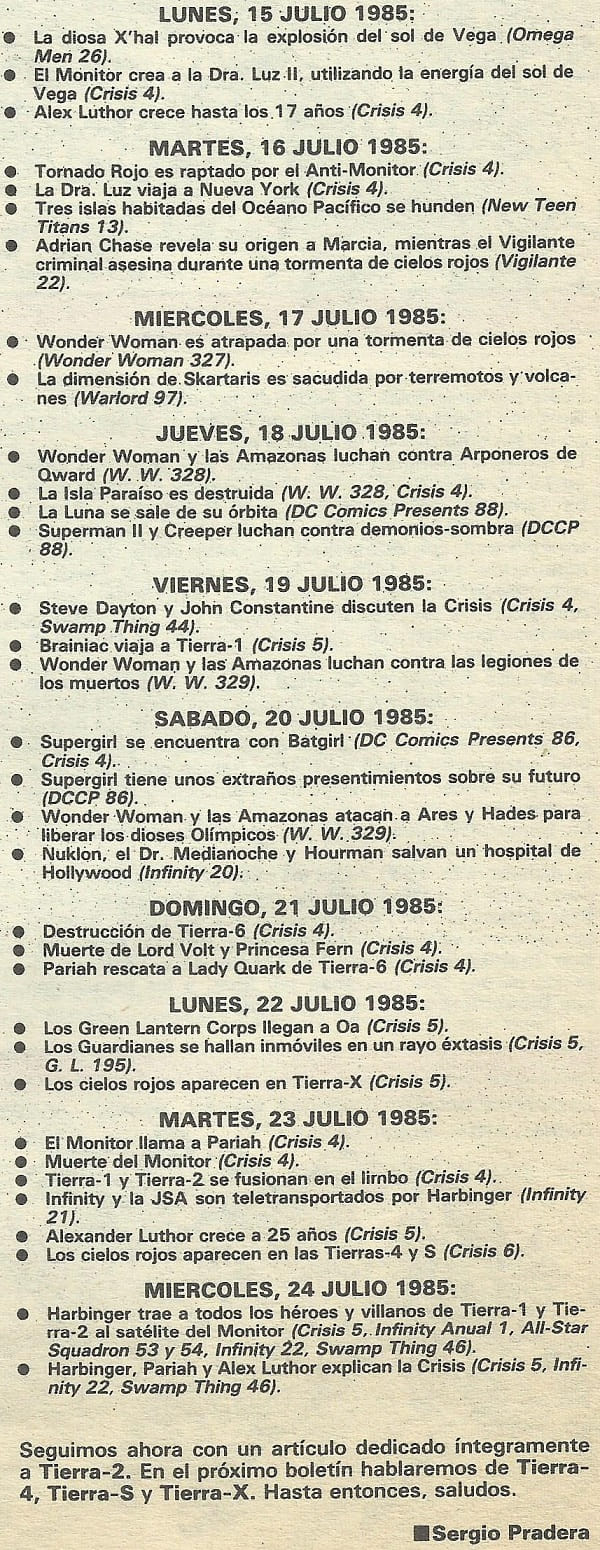 LUNES, 15 JULIO 1985:
● La diosa X'hal provoca la explosión del sol de Vega (Omega
Men 26).
● El Monitor crea a la Dra. Luz II, utilizando la energía del sol de
Vega (Crisis 4).
● Alex Luthor crece hasta los 17 años (Crisis 4).
MARTES, 16 JULIO 1985:
● Tornado Rojo es raptado por el Anti-Monitor (Crisis 4).
● La Dra. Luz viaja a Nueva York (Crisis 4).
● Tres islas habitadas del Océano Pacífico se hunden (New Teen
Titans 13).
● Adrian Chase revela su origen a Marcia, mientras el Vigilante
criminal asesina durante una tormenta de cielos rojos (Vigilante
22).
MIERCOLES, 17 JULIO 1985:
● Wonder Woman es atrapada por una tormenta de cielos rojos
(Wonder Woman 327).
● La dimensión de Skartaris es sacudida por terremotos y volca-
nes (Warlord 97).
JUEVES, 18 JULIO 1985:
● Wonder Woman y las Amazonas luchan contra Arponeros de
Qward (W. W. 328).
● La Isla Paraíso es destruida (W. W. 328, Crisis 4).
● La Luna se sale de su órbita (DC Comics Presents 88).
● Superman II y Creeper luchan contra demonios-sombra (DCCP
88).
VIERNES, 19 JULIO 1985:
● Steve Dayton y John Constantine discuten la Crisis (Crisis 4,
Swamp Thing 44).
● Brainiac viaja a Tierra-1 (Crisis 5).
● Wonder Woman y las Amazonas luchan contra las legiones de
los muertos (W. W. 329).
SABADO, 20 JULIO 1985:
● Supergirl se encuentra con Batgirl (DC Comics Presents 86,
Crisis 4).
● Supergirl tiene unos extraños presentimientos sobre su futuro
(DCCP 86).
● Wonder Woman y las Amazonas atacan a Ares y Hades para
liberar los dioses Olímpicos (W. W. 329).
● Nuklon, el Dr. Medianoche y Hourman salvan un hospital de
Hollywood (Infinity 20).
DOMINGO, 21 JULIO 1985:
● Destrucción de Tierra-6 (Crisis 4).
● Muerte de Lord Volt y Princesa Fern (Crisis 4).
● Pariah rescata a Lady Quark de Tierra-6 (Crisis 4).
LUNES, 22 JULIO 1985:
● Los Green Lantern Corps llegan a Oa (Crisis 5).
● Los Guardianes se hallan inmóviles en un rayo éxtasis (Crisis 5,
G. L. 195).
● Los cielos rojos aparecen en Tierra-X (Crisis 5).
MARTES, 23 JULIO 1985:
● El Monitor llama a Pariah (Crisis 4).
● Muerte del Monitor (Crisis 4).
● Tierra-1 y Tierra-2 se fusionan en el limbo (Crisis 4).
● Infinity y la JSA son teletransportados por Harbinger (Infinity
21).
● Alexander Luthor crece a 25 años (Crisis 5).
● Los cielos rojos aparecen en las Tierras-4 y S (Crisis 6).
MIERCOLES, 24 JULIO 1985:
● Harbinger trae a todos los héroes y villanos de Tierra-1 y Tie-
rra-2 al satélite del Monitor (Crisis 5, Infinity Anual 1, All-Star
Squadron 53 y 54, Infinity 22, Swamp Thing 46).
● Harbinger, Pariah y Alex Luthor explican la Crisis (Crisis 5, Infi-
nity 22, Swamp Thing 46).
Seguimos ahora con un artículo dedicado íntegramente
a Tierra-2. En el próximo boletín hablaremos de Tierra-
4, Tierra-S y Tierra-X. Hasta entonces, saludos.
■Sergio Pradera